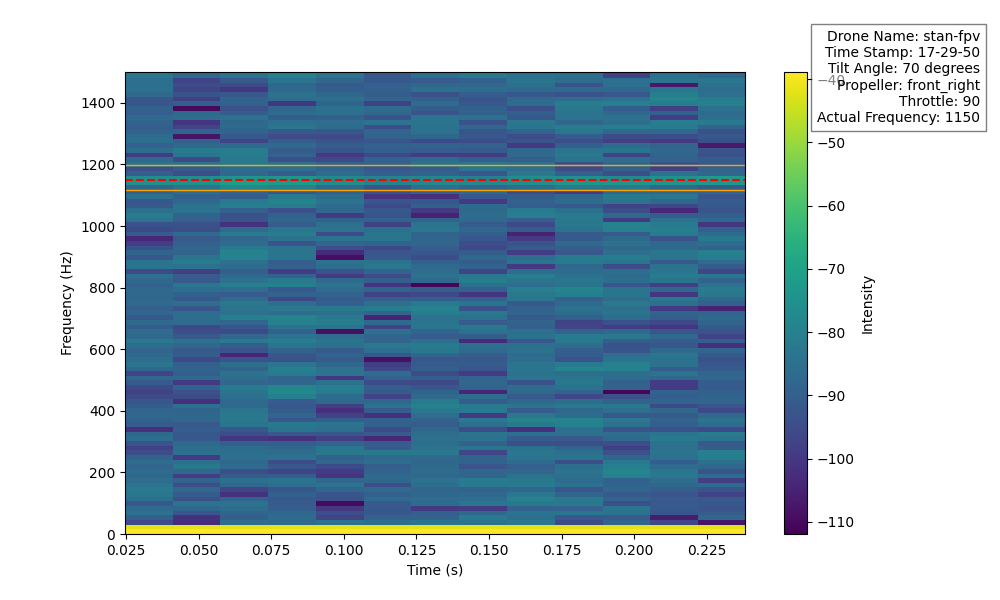 Drone Name: stan-fpv
Time Stamp: 17-29-50
Tilt Angle: 70 degrees
Propeller: front_right
Throttle: 90
Actual Frequency: 1150
1400
1200
1000
800
600
400
200
0
Frequency (Hz)
0.025 0.050 0.075 0.100 0.125 0.150 0.175 0.200 0.225
Time (s)
−40
−50
−60
−70
−80
−90
−100
−110
Intensity